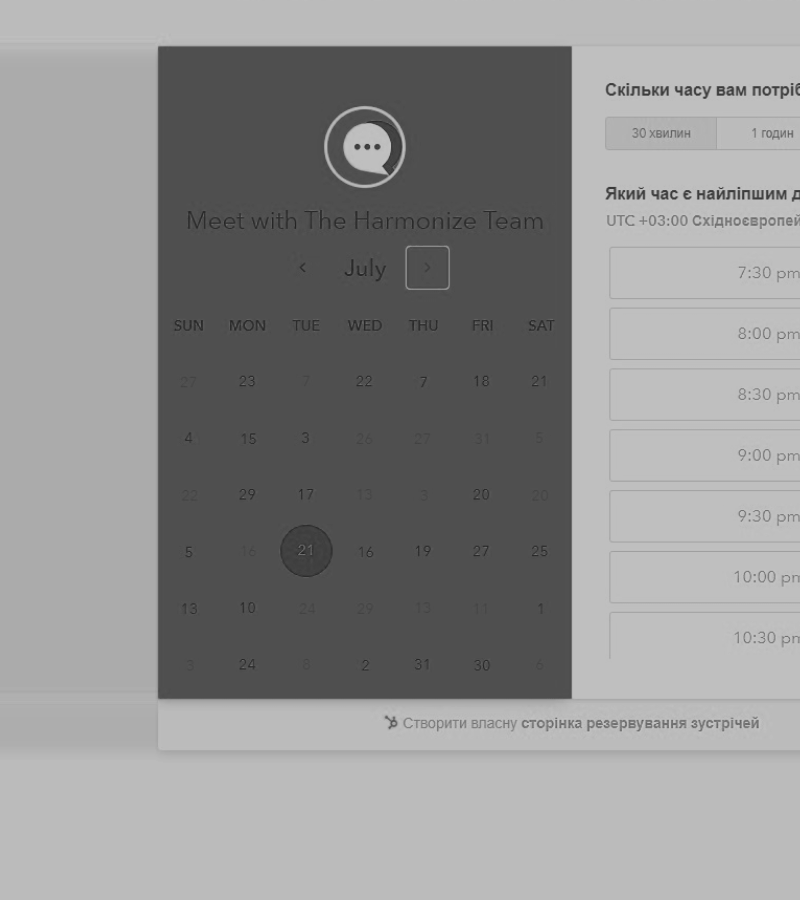 Скільки часу вам потріб
30 хвилин 1 годин
Meet with The Harmonize Team
Який час є найліпшим д
UTC +03:00 Східноєвропей
July
SUN MON TUE WED THU FRI SAT
27 23 7 22 7 18 21
4 15 3 26 27 31 5
22 29 17 13 3 20 20
5 16 21 16 19 27 25
13 10 24 29 13 11 1
3 24 8 2 31 30 6
7:30 pm
8:00 pm
8:30 pm
9:00 pm
9:30 pm
10:00 pm
10:30 pm
Створити власну сторінка резервування зустрічей